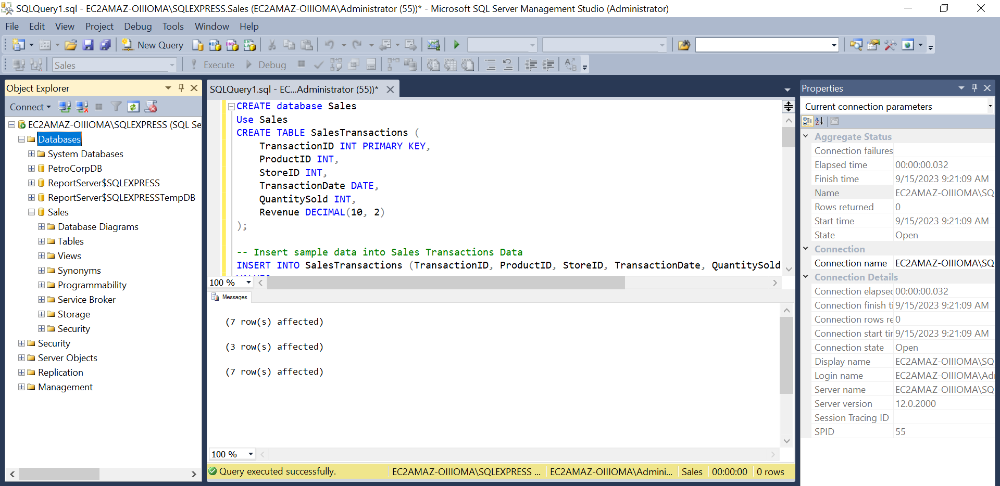 SQLQuery1.sql - EC2AMAZ-OIIIOMA\SQLEXPRESS.Sales (EC2AMAZ-OIIIOMA\Administrator (55))* - Microsoft SQL Server Management Studio (Administrator)
File Edit View Project Debug Tools Window Help
New Query
Sales Execute Debug
Object Explorer
Connect
EC2AMAZ-OIIIOMA\SQLEXPRESS (SQL Se
Databases
System Databases
PetroCorpDB
ReportServer$SQLEXPRESS
ReportServer$SQLEXPRESSTempDB
Sales
Database Diagrams
Tables
Views
Synonyms
Programmability
Service Broker
Storage
Security
Security
Server Objects
Replication
Management
SQLQuery1.sql - EC...Administrator (55))*
CREATE database Sales
Use Sales
CREATE TABLE SalesTransactions (
TransactionID INT PRIMARY KEY,
ProductID INT,
StoreID INT,
TransactionDate DATE,
QuantitySold INT,
Revenue DECIMAL(10, 2)
);
-- Insert sample data into Sales Transactions Data
INSERT INTO SalesTransactions (TransactionID, ProductID, StoreID, TransactionDate, QuantitySold
100 %
Messages
(7 row(s) affected)
(3 row(s) affected)
(7 row(s) affected)
100 %
Query executed successfully. EC2AMAZ-OIIIOMA\SQLEXPRESS ... EC2AMAZ-OIIIOMA\Admini... Sales 00:00:00 0 rows
Properties
Current connection parameters
Aggregate Status
Connection failures
Elapsed time 00:00:00.032
Finish time 9/15/2023 9:21:09 AM
Name EC2AMAZ-OIIIOMA\SQ
Rows returned 0
Start time 9/15/2023 9:21:09 AM
State Open
Connection
Connection name EC2AMAZ-OIIIOMA\SQ
Connection Details
Connection elapsed 00:00:00.032
Connection finish ti 9/15/2023 9:21:09 AM
Connection rows re 0
Connection start tir 9/15/2023 9:21:09 AM
Connection state Open
Display name EC2AMAZ-OIIIOMA\SQ
Login name EC2AMAZ-OIIIOMA\Ad
Server name EC2AMAZ-OIIIOMA\SQ
Server version 12.0.2000
Session Tracing ID
SPID 55